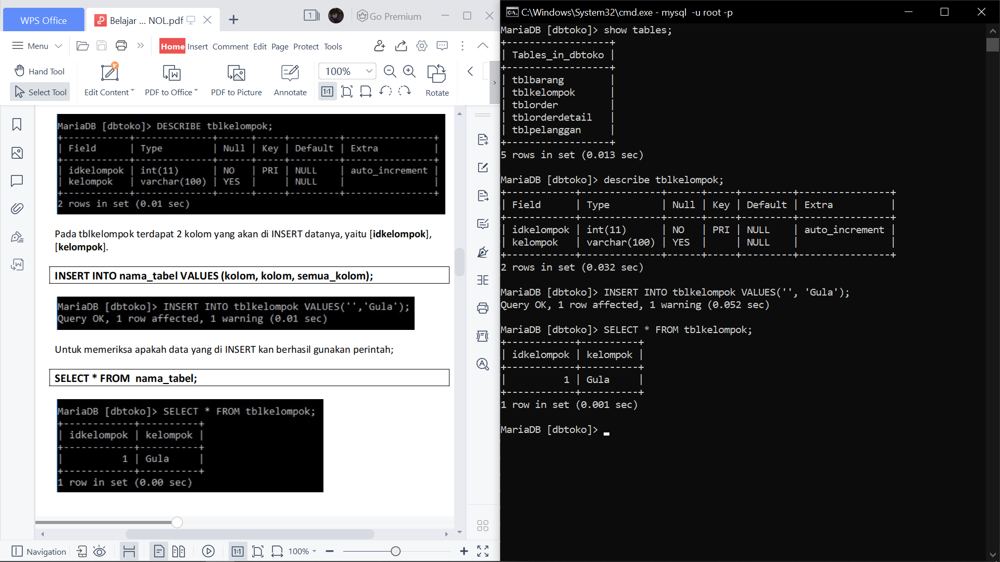 WPS Office
Belajar ... NOL.pdf
1
Go Premium
Menu
Home Insert Comment Edit Page Protect Tools
Hand Tool
Select Tool
Edit Content
PDF to Office
PDF to Picture
Annotate
100%
1:1
Rotate
MariaDB [dbtoko]> DESCRIBE tblkelompok;
+------------+--------------+------+-----+---------+----------------+
| Field | Type | Null | Key | Default | Extra |
+------------+--------------+------+-----+---------+----------------+
| idkelompok | int(11) | NO | PRI | NULL | auto_increment |
| kelompok | varchar(100) | YES | | NULL | |
+------------+--------------+------+-----+---------+----------------+
2 rows in set (0.01 sec)
Pada tblkelompok terdapat 2 kolom yang akan di INSERT datanya, yaitu [idkelompok],
[kelompok].
INSERT INTO nama_tabel VALUES (kolom, kolom, semua_kolom);
MariaDB [dbtoko]> INSERT INTO tblkelompok VALUES('','Gula');
Query OK, 1 row affected, 1 warning (0.01 sec)
Untuk memeriksa apakah data yang di INSERT kan berhasil gunakan perintah;
SELECT * FROM nama_tabel;
MariaDB [dbtoko]> SELECT * FROM tblkelompok;
+------------+----------+
| idkelompok | kelompok |
+------------+----------+
| 1 | Gula |
+------------+----------+
1 row in set (0.00 sec)
Navigation
1:1
100%
C:\Windows\System32\cmd.exe - mysql -u root -p
MariaDB [dbtoko]> show tables;
+------------------+
| Tables_in_dbtoko |
+------------------+
| tblbarang |
| tblkelompok |
| tblorder |
| tblorderdetail |
| tblpelanggan |
+------------------+
5 rows in set (0.013 sec)
MariaDB [dbtoko]> describe tblkelompok;
+------------+--------------+------+-----+---------+----------------+
| Field | Type | Null | Key | Default | Extra |
+------------+--------------+------+-----+---------+----------------+
| idkelompok | int(11) | NO | PRI | NULL | auto_increment |
| kelompok | varchar(100) | YES | | NULL | |
+------------+--------------+------+-----+---------+----------------+
2 rows in set (0.032 sec)
MariaDB [dbtoko]> INSERT INTO tblkelompok VALUES('', 'Gula');
Query OK, 1 row affected, 1 warning (0.052 sec)
MariaDB [dbtoko]> SELECT * FROM tblkelompok;
+------------+----------+
| idkelompok | kelompok |
+------------+----------+
| 1 | Gula |
+------------+----------+
1 row in set (0.001 sec)
MariaDB [dbtoko]>